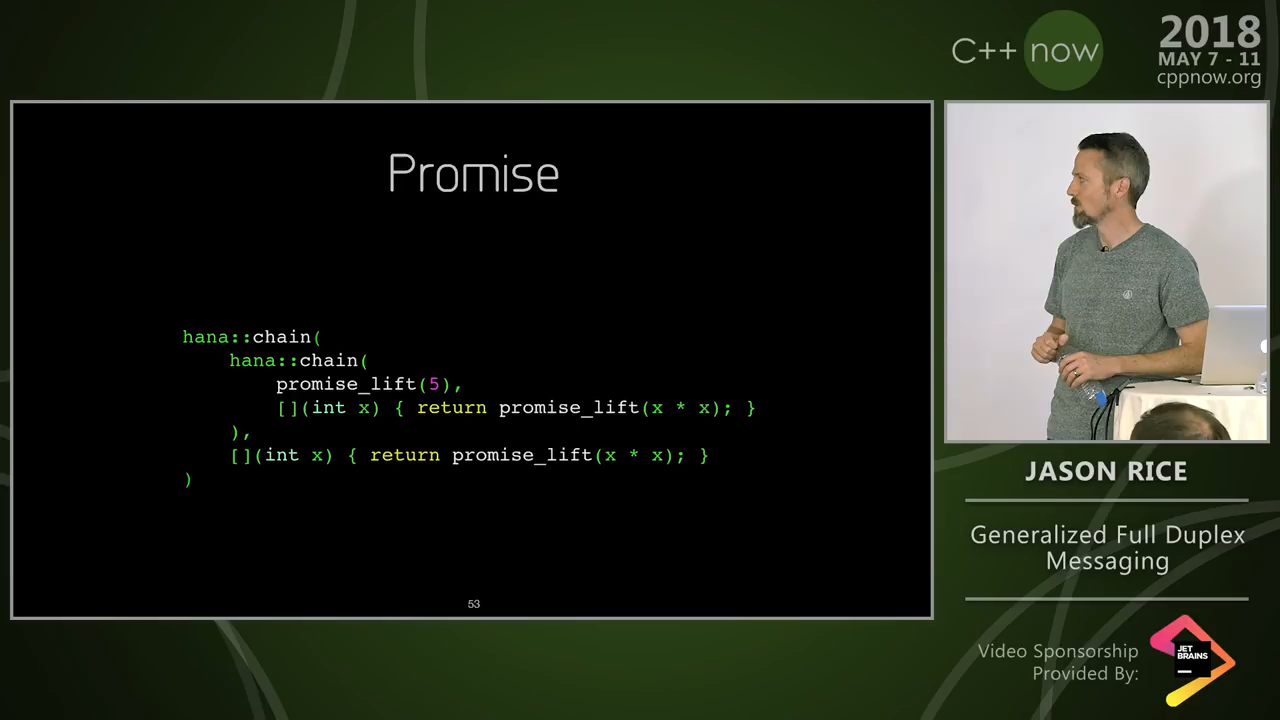 C++ now
2018
MAY 7 - 11
cppnow.org
Promise
hana::chain(
    hana::chain(
        promise_lift(5),
        [](int x) { return promise_lift(x * x); }
    ),
    [](int x) { return promise_lift(x * x); }
)
53
JASON RICE
Generalized Full Duplex
Messaging
Video Sponsorship
Provided By:
JET
BRAINS